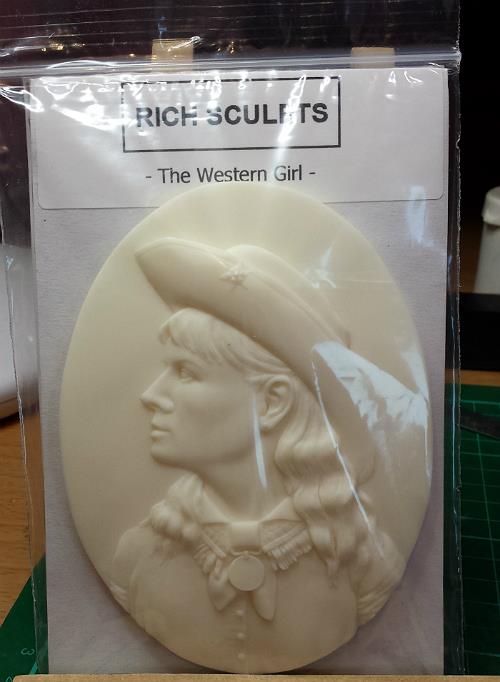 RICH SCULPTS
- The Western Girl -